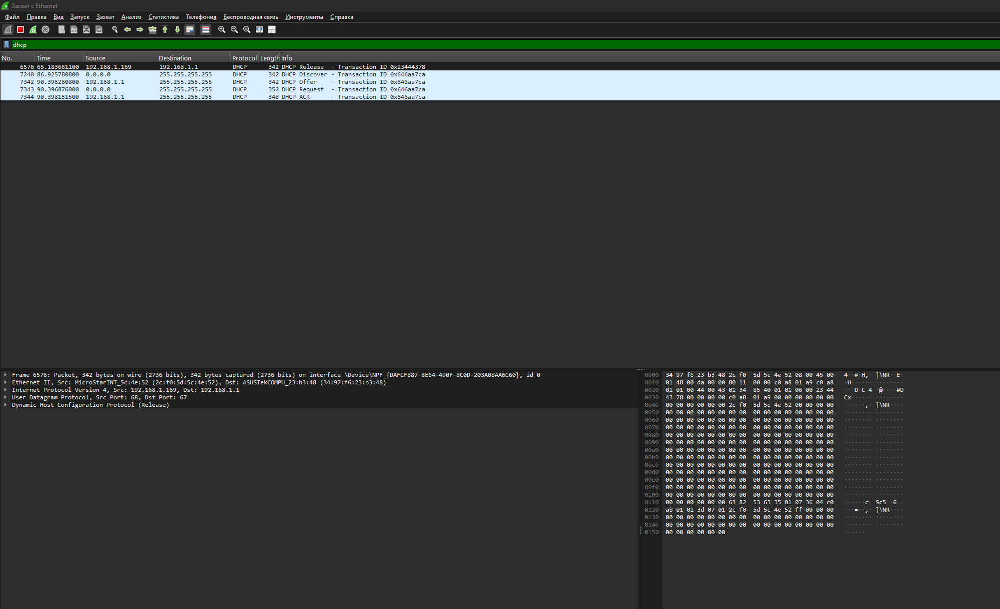 Захват с Ethernet
Файл Правка Вид Запуск Захват Анализ Статистика Телефония Беспроводная связь Инструменты Справка
dhcp
No. Time Source Destination Protocol Length Info
6576 65.183661100 192.168.1.169 192.168.1.1 DHCP 342 DHCP Release - Transaction ID 0x23444378
7240 86.925780800 0.0.0.0 255.255.255.255 DHCP 342 DHCP Discover - Transaction ID 0x646aa7ca
7342 90.396260800 192.168.1.1 255.255.255.255 DHCP 342 DHCP Offer - Transaction ID 0x646aa7ca
7343 90.396876000 0.0.0.0 255.255.255.255 DHCP 352 DHCP Request - Transaction ID 0x646aa7ca
7344 90.398151500 192.168.1.1 255.255.255.255 DHCP 348 DHCP ACK - Transaction ID 0x646aa7ca
Frame 6576: Packet, 342 bytes on wire (2736 bits), 342 bytes captured (2736 bits) on interface \Device\NPF_{DAFCF887-8E64-490F-8C0D-203A08AA6C60}, id 0
Ethernet II, Src: MicroStarINT_5c:4e:52 (2c:f0:5d:5c:4e:52), Dst: ASUSTekCOMPU_23:b3:48 (34:97:f6:23:b3:48)
Internet Protocol Version 4, Src: 192.168.1.169, Dst: 192.168.1.1
User Datagram Protocol, Src Port: 68, Dst Port: 67
Dynamic Host Configuration Protocol (Release)
0000 34 97 f6 23 b3 48 2c f0 5d 5c 4e 52 08 00 45 00 4··#·H,· ]\NR··E·
0010 01 48 00 da 00 00 80 11 00 00 c0 a8 01 a9 c0 a8 ·H······ ········
0020 01 01 00 44 00 43 01 34 85 40 01 01 06 00 23 44 ···D·C·4 ·@····#D
0030 43 78 00 00 00 00 c0 a8 01 a9 00 00 00 00 00 00 Cx······ ········
0040 00 00 00 00 00 00 2c f0 5d 5c 4e 52 00 00 00 00 ······,· ]\NR····
0050 00 00 00 00 00 00 00 00 00 00 00 00 00 00 00 00 ········ ········
0060 00 00 00 00 00 00 00 00 00 00 00 00 00 00 00 00 ········ ········
0070 00 00 00 00 00 00 00 00 00 00 00 00 00 00 00 00 ········ ········
0080 00 00 00 00 00 00 00 00 00 00 00 00 00 00 00 00 ········ ········
0090 00 00 00 00 00 00 00 00 00 00 00 00 00 00 00 00 ········ ········
00a0 00 00 00 00 00 00 00 00 00 00 00 00 00 00 00 00 ········ ········
00b0 00 00 00 00 00 00 00 00 00 00 00 00 00 00 00 00 ········ ········
00c0 00 00 00 00 00 00 00 00 00 00 00 00 00 00 00 00 ········ ········
00d0 00 00 00 00 00 00 00 00 00 00 00 00 00 00 00 00 ········ ········
00e0 00 00 00 00 00 00 00 00 00 00 00 00 00 00 00 00 ········ ········
00f0 00 00 00 00 00 00 00 00 00 00 00 00 00 00 00 00 ········ ········
0100 00 00 00 00 00 00 00 00 00 00 00 00 00 00 00 00 ········ ········
0110 00 00 00 00 00 00 63 82 53 63 35 01 07 36 04 c0 ······c· Sc5··6··
0120 a8 01 01 3d 07 01 2c f0 5d 5c 4e 52 ff 00 00 00 ···=··,· ]\NR····
0130 00 00 00 00 00 00 00 00 00 00 00 00 00 00 00 00 ········ ········
0140 00 00 00 00 00 00 00 00 00 00 00 00 00 00 00 00 ········ ········
0150 00 00 00 00 00 00 ······